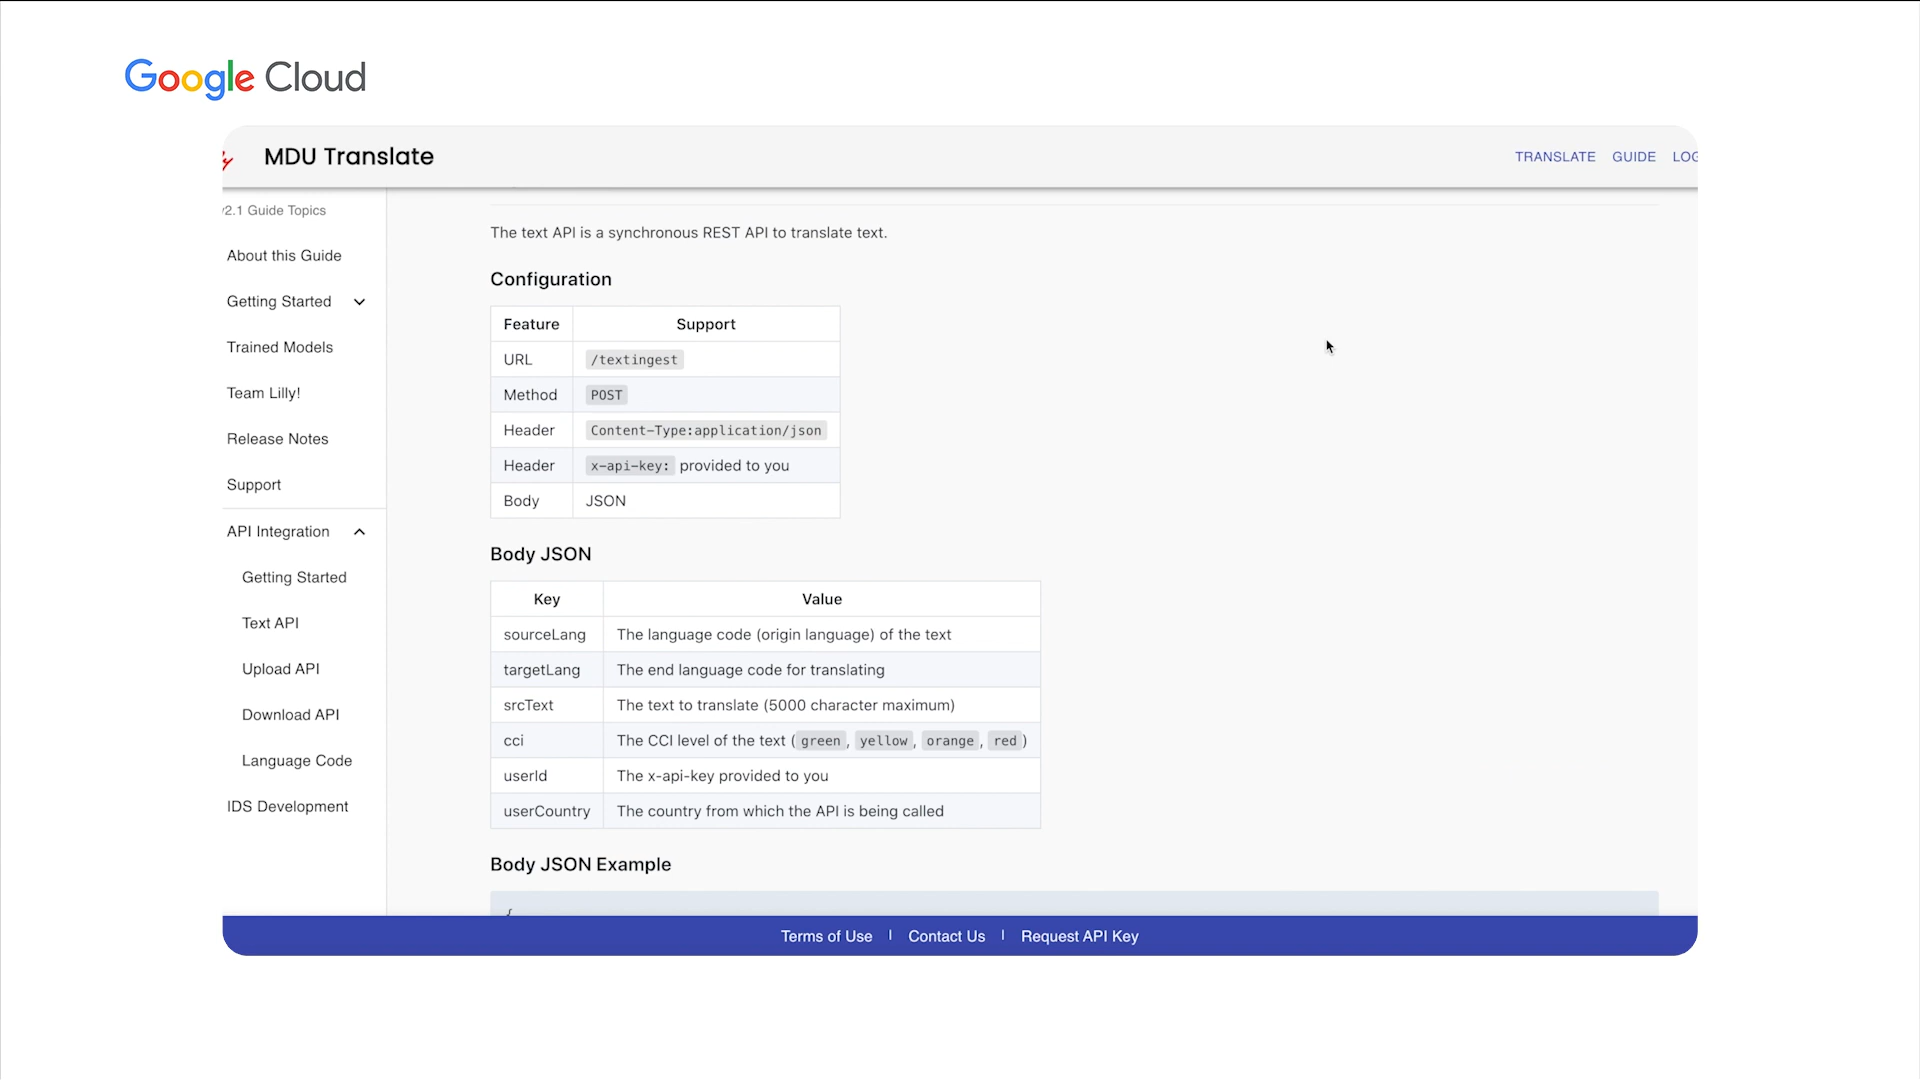 Google Cloud
MDU Translate
TRANSLATE GUIDE
v2.1 Guide Topics
About this Guide
Getting Started
Trained Models
Team Lilly!
Release Notes
Support
API Integration
Getting Started
Text API
Upload API
Download API
Language Code
IDS Development
The text API is a synchronous REST API to translate text.
Configuration
Feature Support
URL /textingest
Method POST
Header Content-Type:application/json
Header x-api-key: provided to you
Body JSON
Body JSON
Key Value
sourceLang The language code (origin language) of the text
targetLang The end language code for translating
srcText The text to translate (5000 character maximum)
cci The CCI level of the text (green, yellow, orange, red)
userId The x-api-key provided to you
userCountry The country from which the API is being called
Body JSON Example
{
Terms of Use | Contact Us | Request API Key